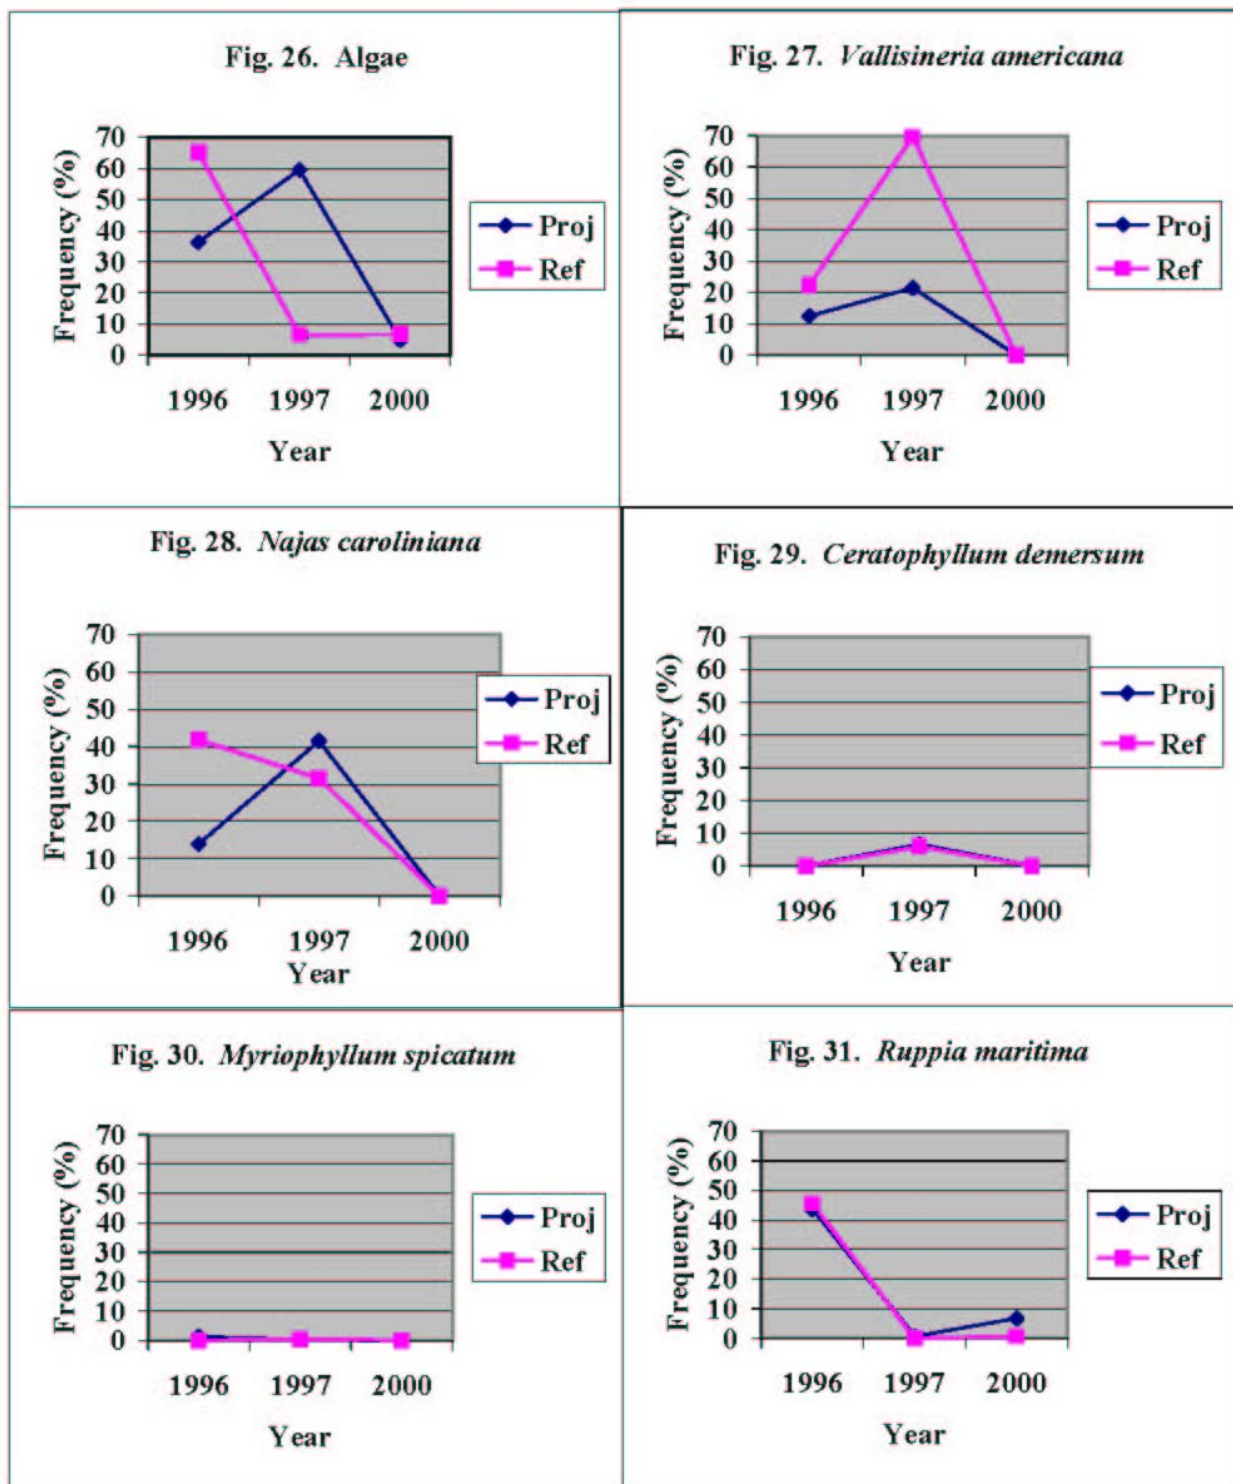 Fig. 26. Algae
Frequency (%)
70
60
50
40
30
20
10
0
1996 1997 2000
Year
Proj
Ref
Fig. 27. Vallisineria americana
Frequency (%)
70
60
50
40
30
20
10
0
1996 1997 2000
Year
Proj
Ref
Fig. 28. Najas caroliniana
Frequency (%)
70
60
50
40
30
20
10
0
1996 1997 2000
Year
Proj
Ref
Fig. 29. Ceratophyllum demersum
Frequency (%)
70
60
50
40
30
20
10
0
1996 1997 2000
Year
Proj
Ref
Fig. 30. Myriophyllum spicatum
Frequency (%)
70
60
50
40
30
20
10
0
1996 1997 2000
Year
Proj
Ref
Fig. 31. Ruppia maritima
Frequency (%)
70
60
50
40
30
20
10
0
1996 1997 2000
Year
Proj
Ref